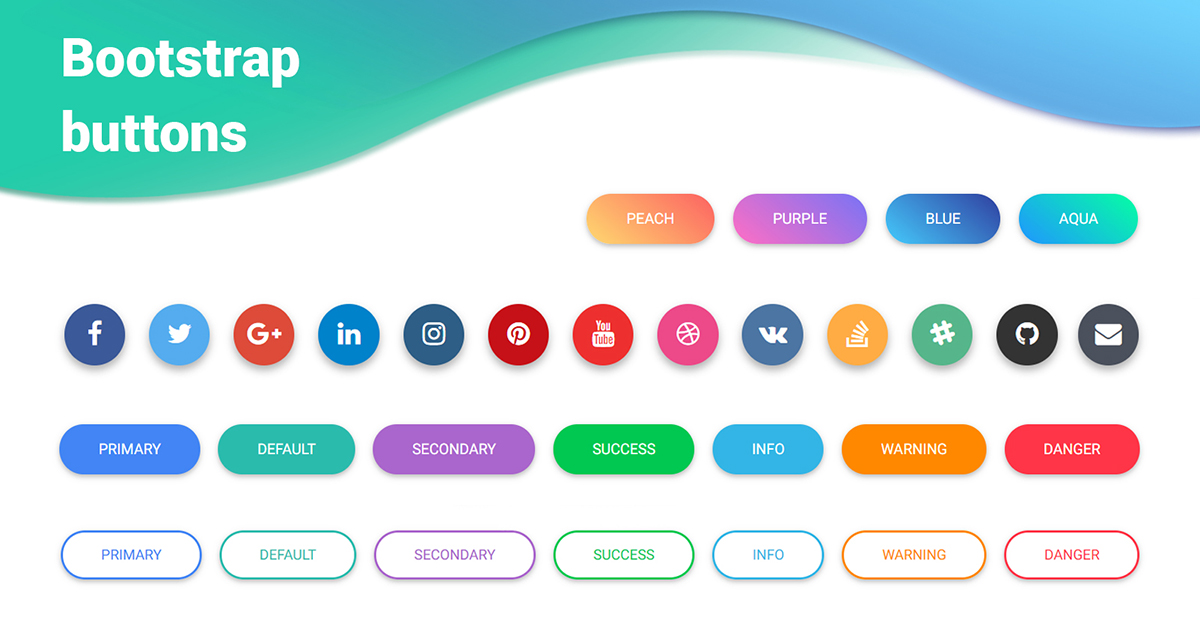 Bootstrap
buttons
PEACH PURPLE BLUE AQUA
f G+ in You Tube
PRIMARY DEFAULT SECONDARY SUCCESS INFO WARNING DANGER
PRIMARY DEFAULT SECONDARY SUCCESS INFO WARNING DANGER